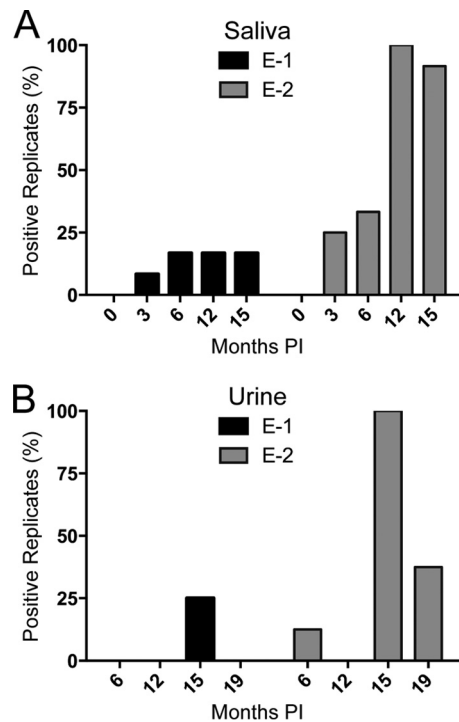 A
Saliva
E-1
E-2
Positive Replicates (%)
100
75
50
25
0
0 3 6 12 15 0 3 6 12 15
Months PI
B
Urine
E-1
E-2
Positive Replicates (%)
100
75
50
25
0
6 12 15 19 6 12 15 19
Months PI